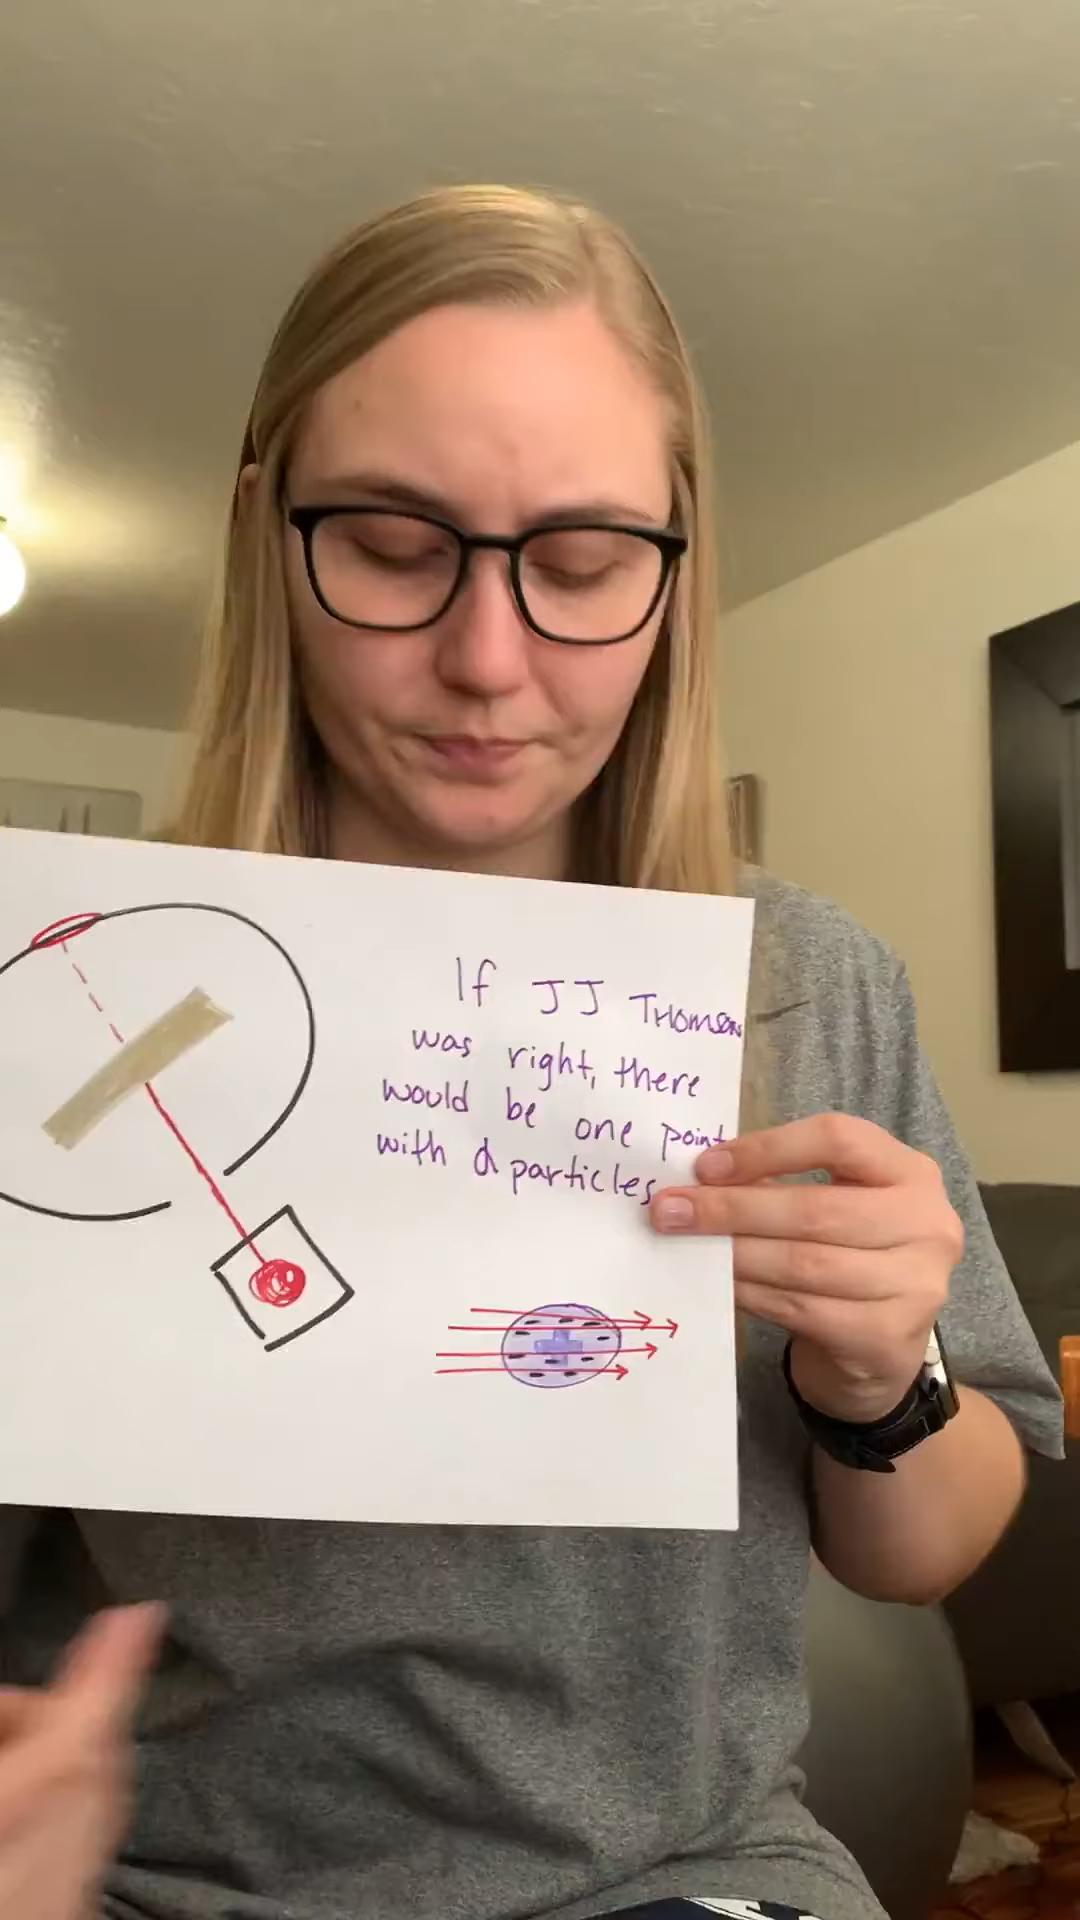 If JJ Thomson
was right, there
would be one point
with α particles